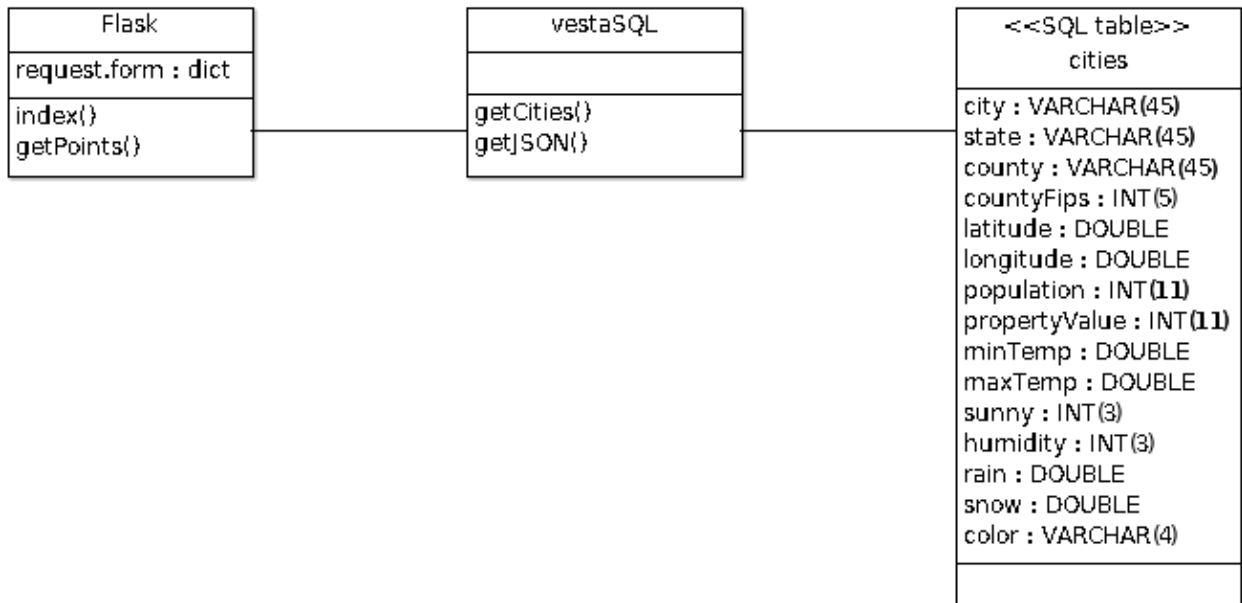 Flask
request.form : dict
index()
getPoints()
vestaSQL
getCities()
getJSON()
<<SQL table>>
cities
city : VARCHAR(45)
state : VARCHAR(45)
county : VARCHAR(45)
countyFips : INT(5)
latitude : DOUBLE
longitude : DOUBLE
population : INT(11)
propertyValue : INT(11)
minTemp : DOUBLE
maxTemp : DOUBLE
sunny : INT(3)
humidity : INT(3)
rain : DOUBLE
snow : DOUBLE
color : VARCHAR(4)